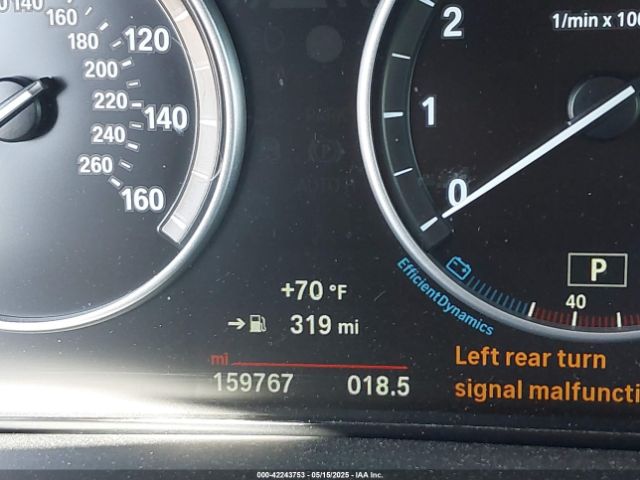 140
160
180
120
200
220
140
240
260
160
2
1/min x 100
1
0
P
EfficientDynamics
40
+70 °F
319 mi
mi
159767 018.5
Left rear turn
signal malfuncti
000-42243753 - 05/15/2025 - IAA Inc.